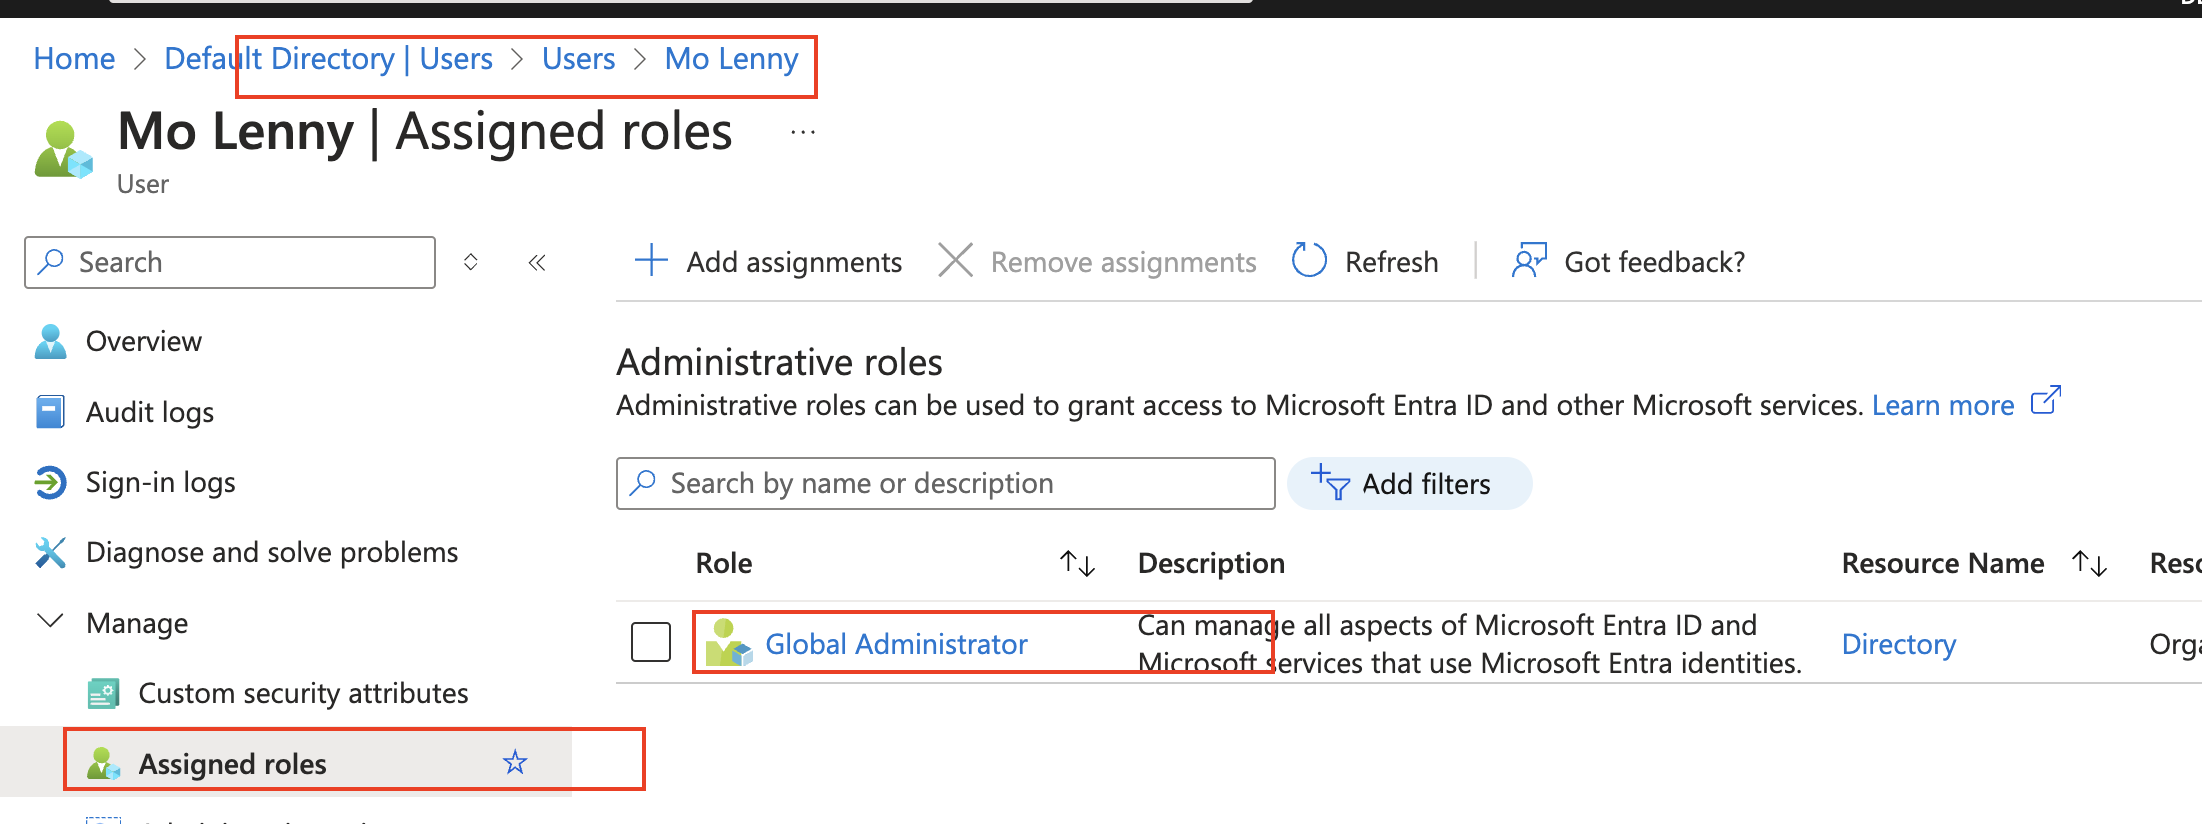 Home > Default Directory | Users > Users > Mo Lenny
Mo Lenny | Assigned roles ...
User
Search
Add assignments Remove assignments Refresh Got feedback?
Overview
Audit logs
Sign-in logs
Diagnose and solve problems
Manage
Custom security attributes
Assigned roles
Administrative roles
Administrative roles can be used to grant access to Microsoft Entra ID and other Microsoft services. Learn more
Search by name or description Add filters
Role Description Resource Name
Global Administrator
Can manage all aspects of Microsoft Entra ID and
Microsoft services that use Microsoft Entra identities.
Directory